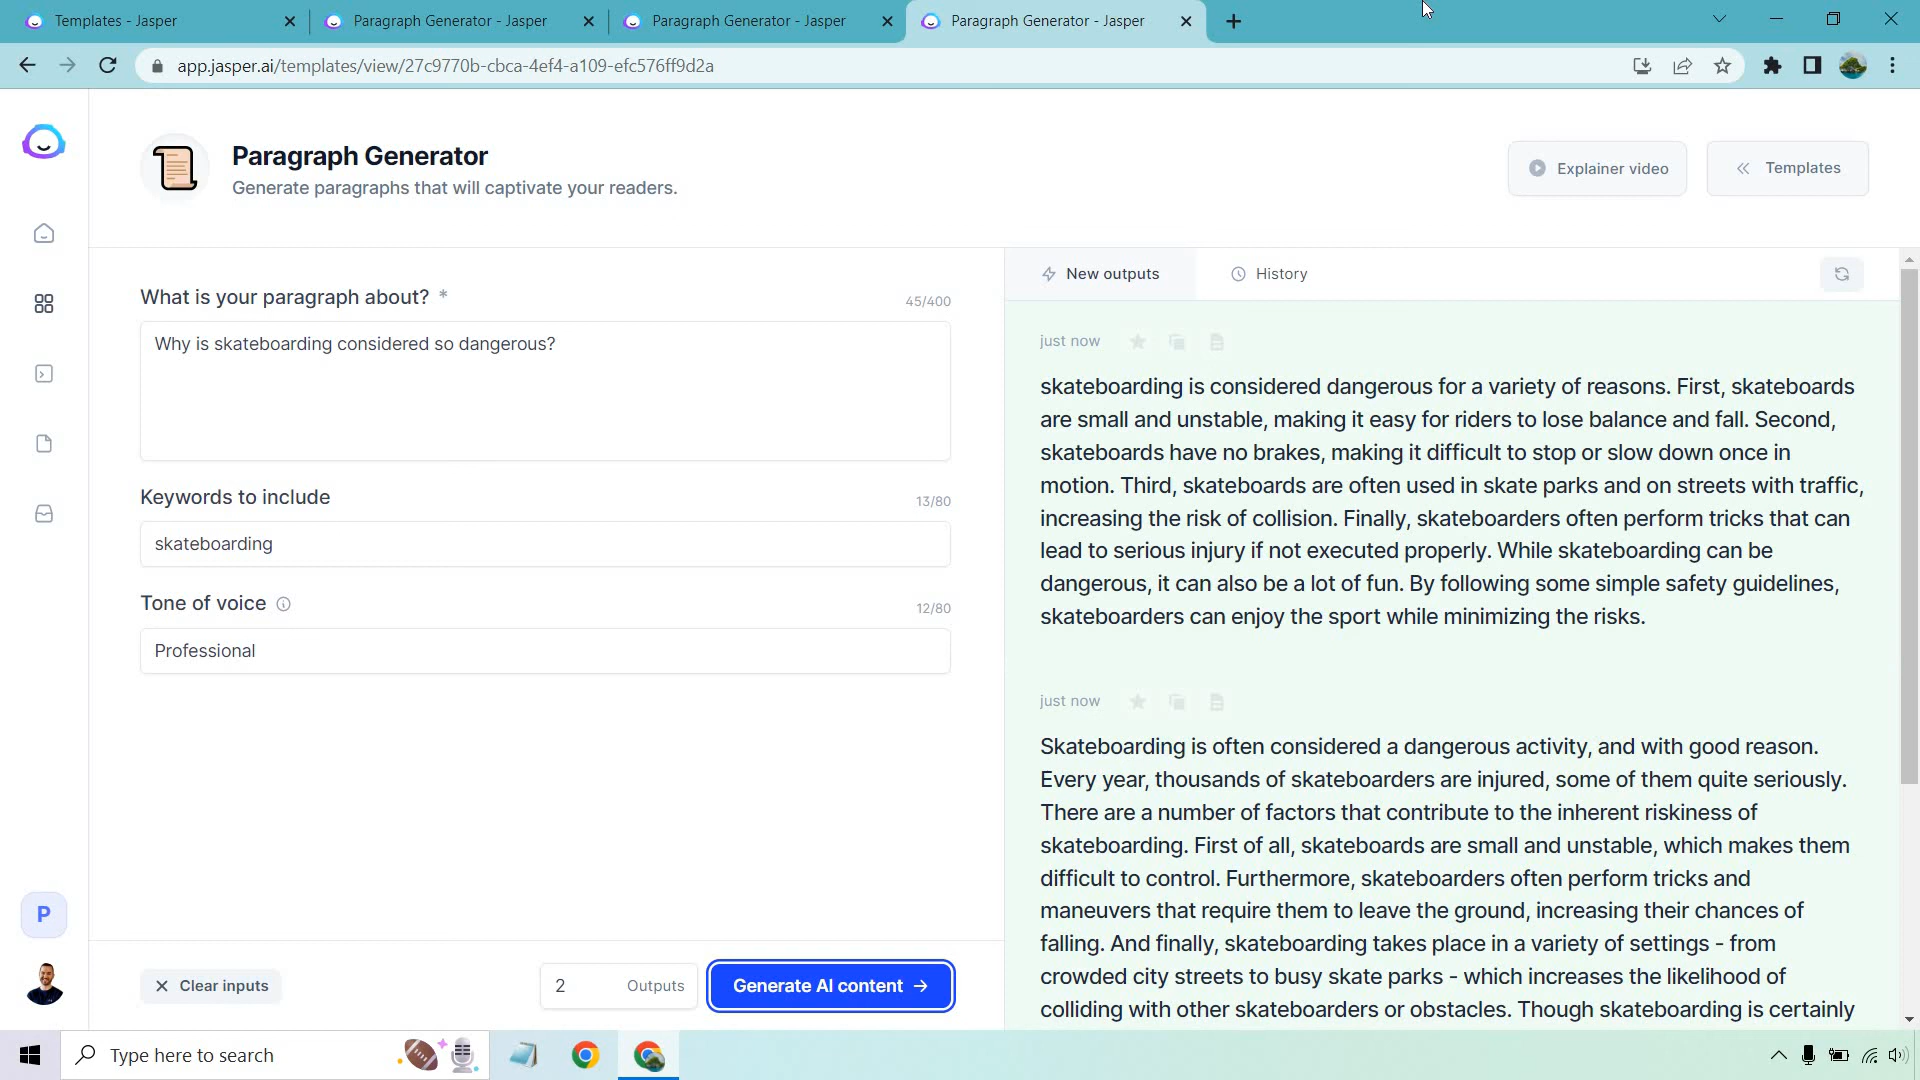 Templates - Jasper
Paragraph Generator - Jasper
Paragraph Generator - Jasper
Paragraph Generator - Jasper
app.jasper.ai/templates/view/27c9770b-cbca-4ef4-a109-efc576ff9d2a
Paragraph Generator
Generate paragraphs that will captivate your readers.
Explainer video
Templates
What is your paragraph about? *
45/400
Why is skateboarding considered so dangerous?
Keywords to include
13/80
skateboarding
Tone of voice
12/80
Professional
Clear inputs
2 Outputs
Generate AI content
P
New outputs
History
just now
skateboarding is considered dangerous for a variety of reasons. First, skateboards
are small and unstable, making it easy for riders to lose balance and fall. Second,
skateboards have no brakes, making it difficult to stop or slow down once in
motion. Third, skateboards are often used in skate parks and on streets with traffic,
increasing the risk of collision. Finally, skateboarders often perform tricks that can
lead to serious injury if not executed properly. While skateboarding can be
dangerous, it can also be a lot of fun. By following some simple safety guidelines,
skateboarders can enjoy the sport while minimizing the risks.
just now
Skateboarding is often considered a dangerous activity, and with good reason.
Every year, thousands of skateboarders are injured, some of them quite seriously.
There are a number of factors that contribute to the inherent riskiness of
skateboarding. First of all, skateboards are small and unstable, which makes them
difficult to control. Furthermore, skateboarders often perform tricks and
maneuvers that require them to leave the ground, increasing their chances of
falling. And finally, skateboarding takes place in a variety of settings - from
crowded city streets to busy skate parks - which increases the likelihood of
colliding with other skateboarders or obstacles. Though skateboarding is certainly
Type here to search